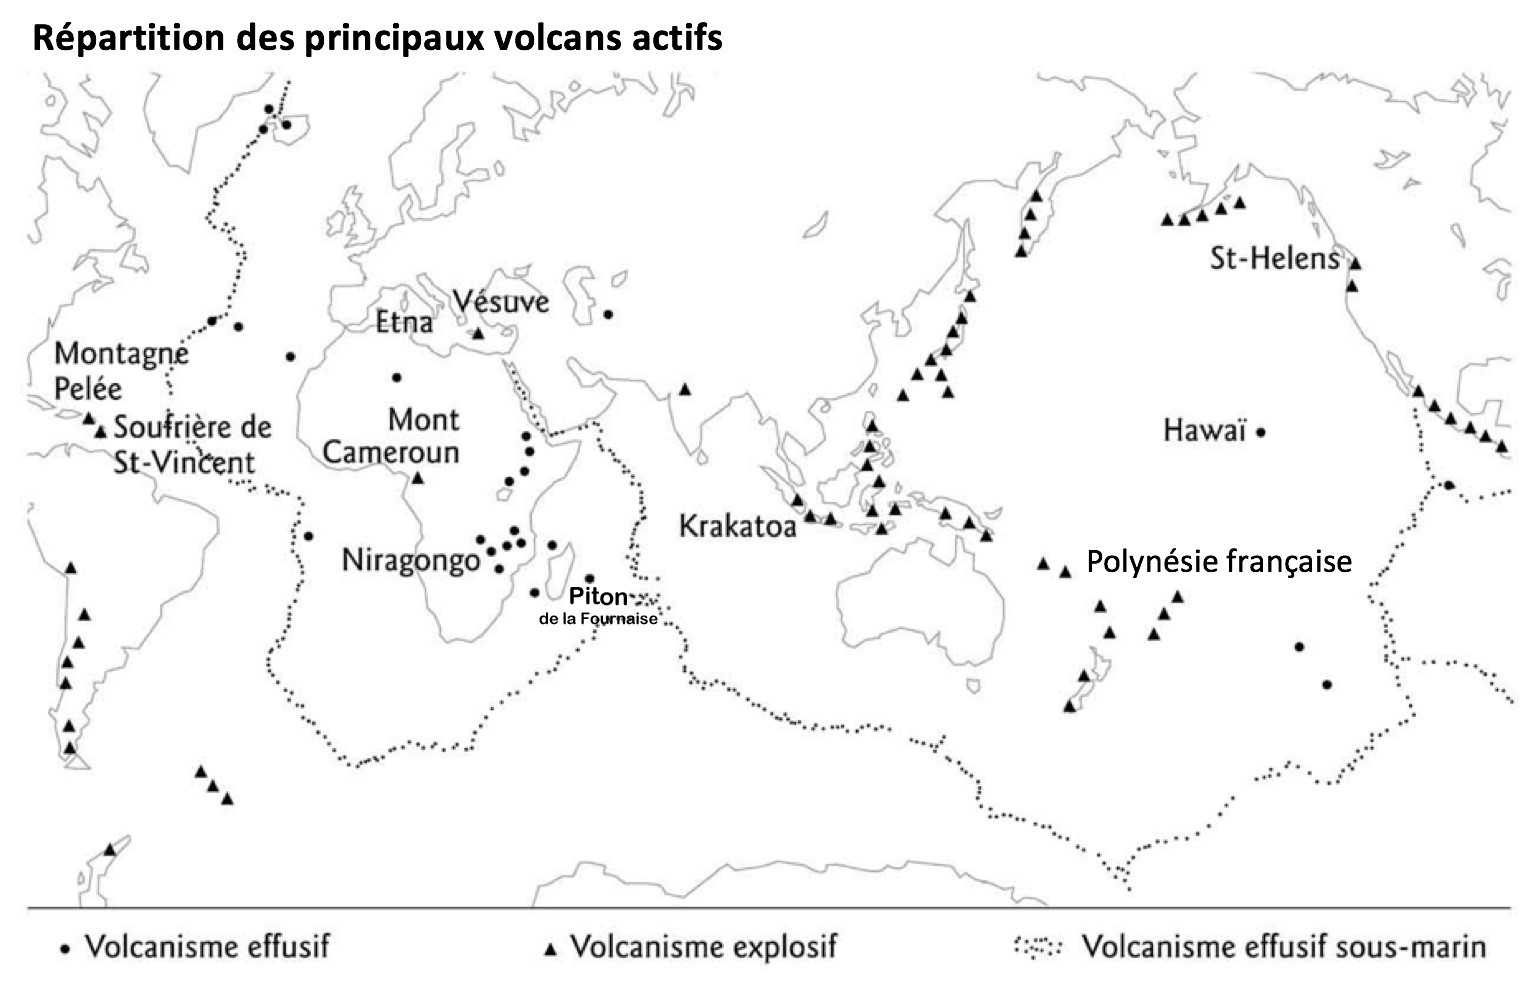 Répartition des principaux volcans actifs
St-Helens
Vésuve
Etna
Montagne
Pelée
Mont
Cameroun
Soufrière de
St-Vincent
Hawaï
Krakatoa
Niragongo
Polynésie française
Piton
de la Fournaise
Volcanisme effusif
Volcanisme explosif
Volcanisme effusif sous-marin